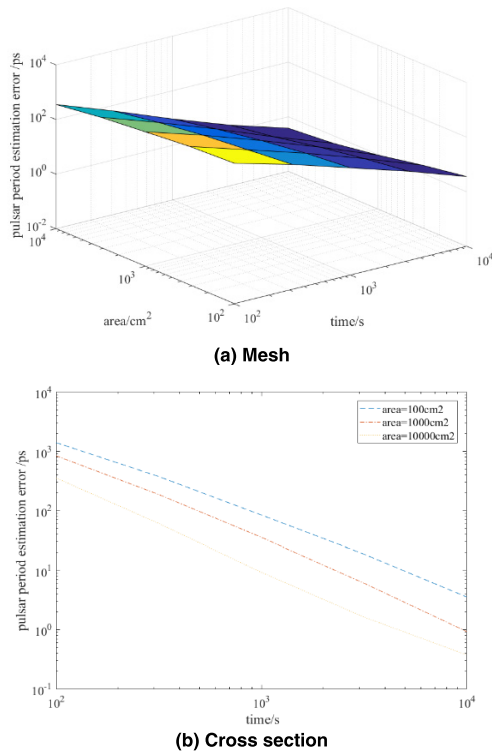 10^4
10^2
10^0
10^-2
pulsar period estimation error /ps
10^4
10^3
10^2
area/cm^2
10^2
10^3
10^4
time/s
(a) Mesh
10^4
10^3
10^2
10^1
10^0
10^-1
pulsar period estimation error /ps
area=100cm2
area=1000cm2
area=10000cm2
10^2
10^3
10^4
time/s
(b) Cross section